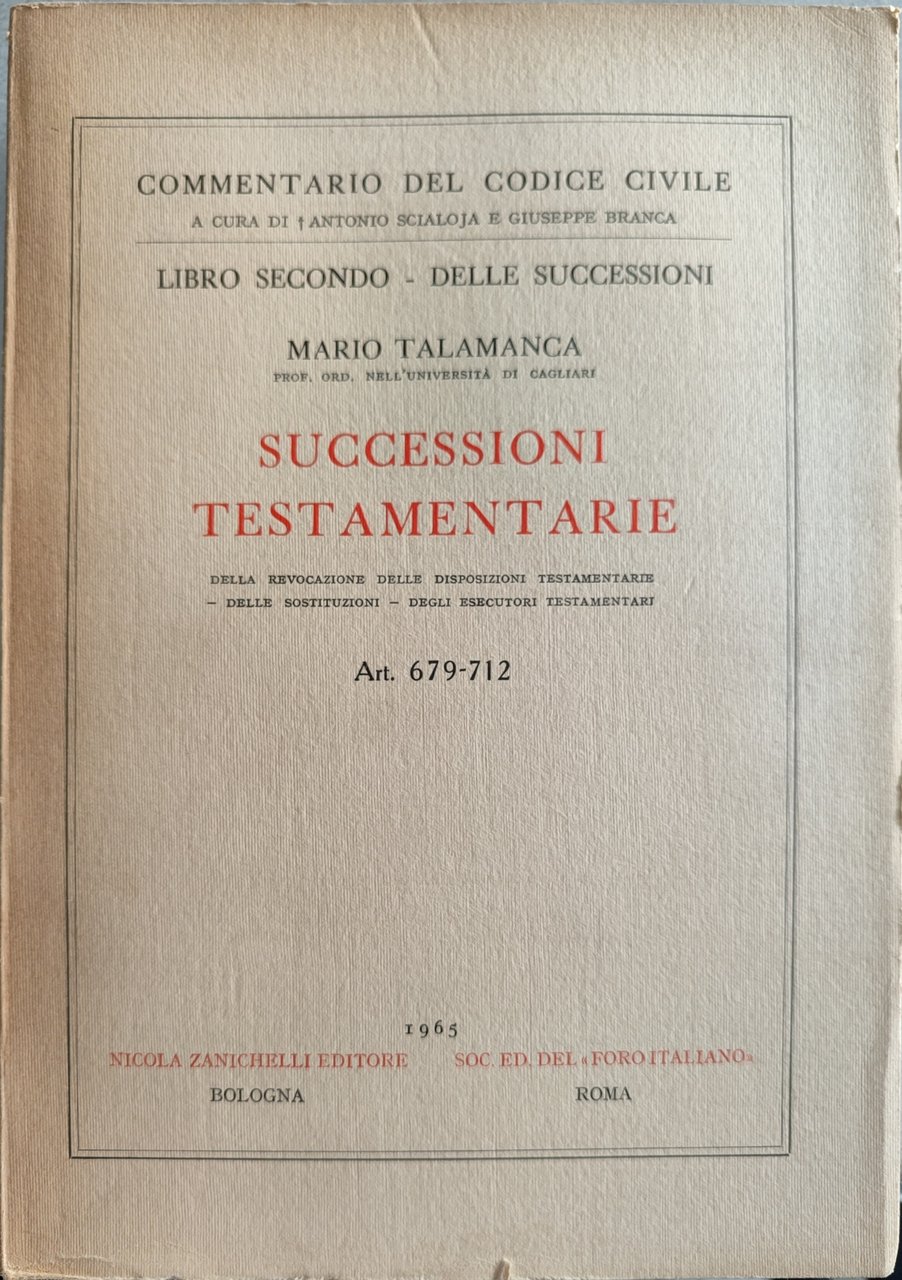 COMMENTARIO DEL CODICE CIVILE
A CURA DI † ANTONIO SCIALOJA E GIUSEPPE BRANCA
LIBRO SECONDO - DELLE SUCCESSIONI
MARIO TALAMANCA
PROF. ORD. NELL'UNIVERSITÀ DI CAGLIARI
SUCCESSIONI
TESTAMENTARIE
DELLA REVOCAZIONE DELLE DISPOSIZIONI TESTAMENTARIE
— DELLE SOSTITUZIONI — DEGLI ESECUTORI TESTAMENTARI
Art. 679-712
1965
NICOLA ZANICHELLI EDITORE SOC. ED. DEL «FORO ITALIANO»
BOLOGNA ROMA